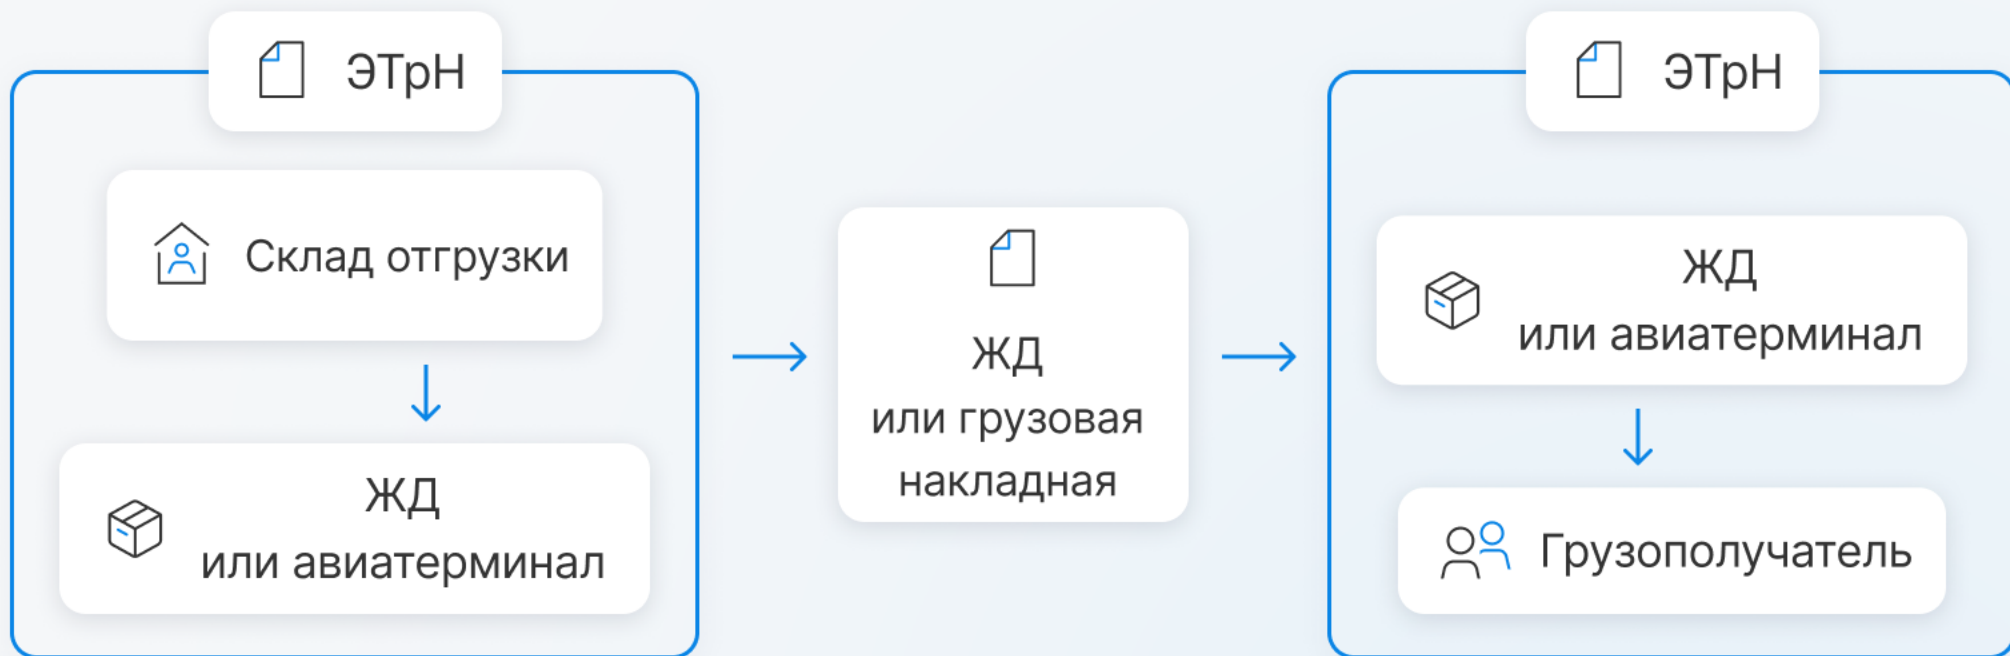 ЭТрН
Склад отгрузки
ЖД
или авиатерминал
ЖД
или грузовая
накладная
ЭТрН
ЖД
или авиатерминал
Грузополучатель